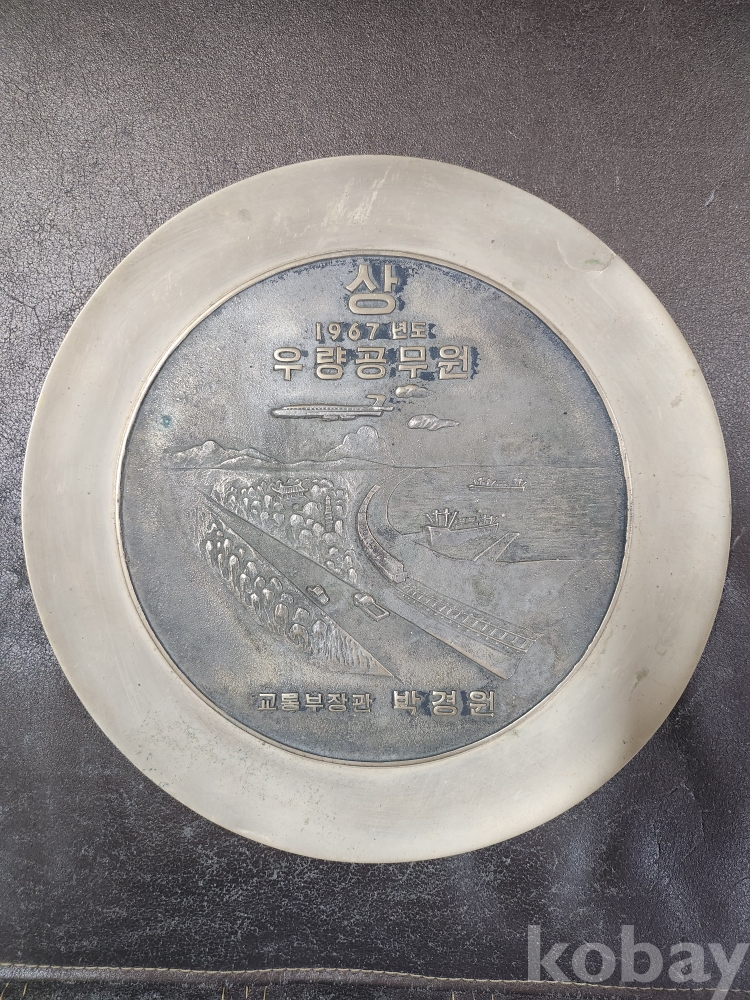 상
1967 년도
우량공무원
교통부장관 박경원
kobay